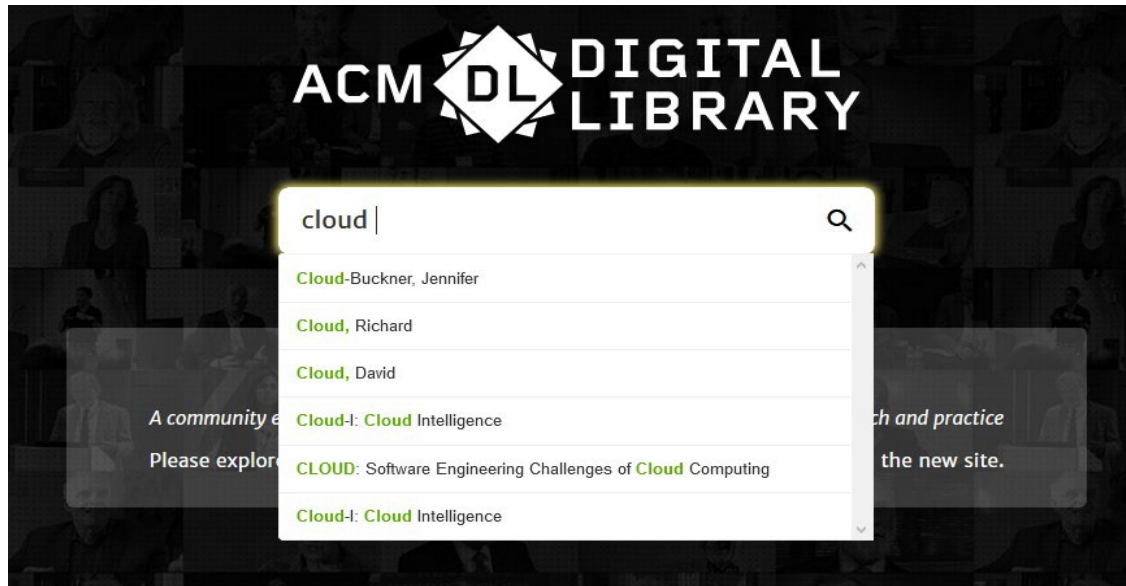 ACM DL DIGITAL LIBRARY
cloud
Cloud-Buckner, Jennifer
Cloud, Richard
Cloud, David
Cloud-I: Cloud Intelligence
CLOUD: Software Engineering Challenges of Cloud Computing
Cloud-I: Cloud Intelligence
A community ch and practice
Please the new site.